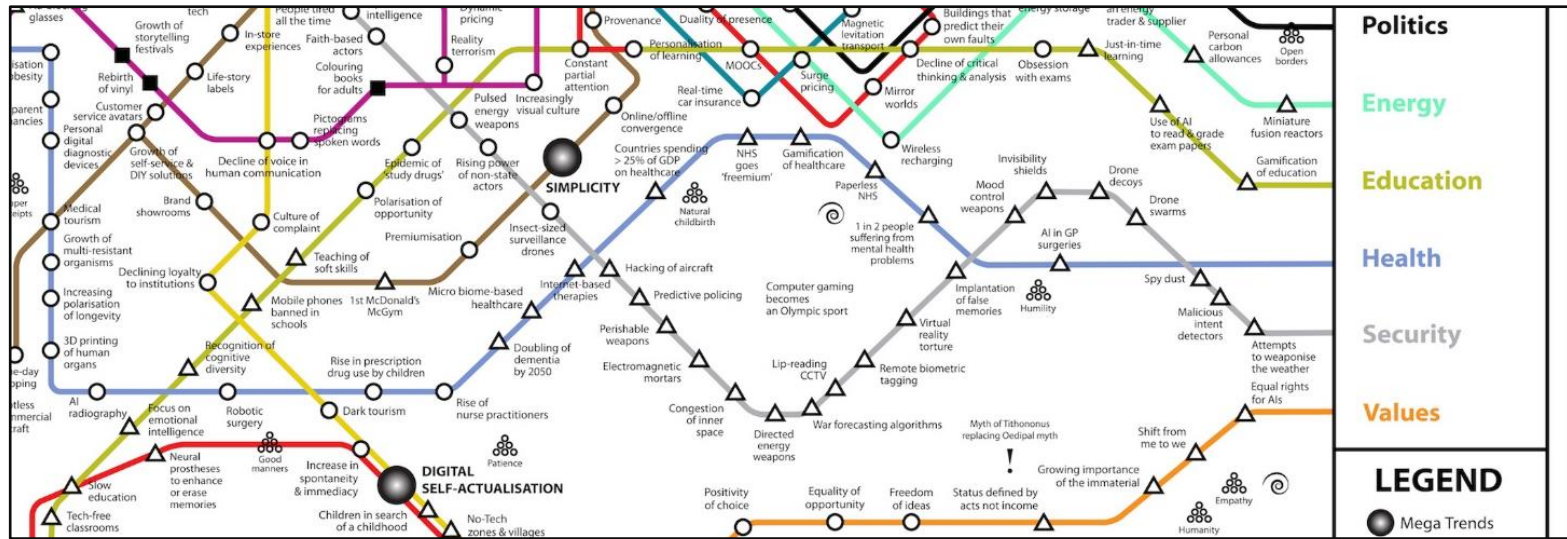 glasses
Growth of
storytelling
festivals
tech
In-store
experiences
People tired
all the time
intelligence
Faith-based
actors
Dynamic
pricing
Reality
terrorism
Colouring
books
for adults
Rebirth
of vinyl
Life-story
labels
Customer
service avatars
Growth of
self-service &
DIY solutions
Pictograms
replacing
spoken words
Decline of voice in
human communication
Pulsed
energy
weapons
Increasingly
visual culture
Constant
partial
attention
Provenance
Personalisation
of learning
Online/offline
convergence
SIMPLICITY
Rising power
of non-state
actors
Epidemic of
'study drugs'
Polarisation of
opportunity
Premiumisation
Insect-sized
surveillance
drones
Brand
showrooms
Culture of
complaint
Teaching of
soft skills
Declining loyalty
to institutions
Mobile phones
banned in
schools
1st McDonald's
McGym
Micro biome-based
healthcare
Internet-based
therapies
Personal
digital
diagnostic
devices
Medical
tourism
Growth of
multi-resistant
organisms
Increasing
polarisation
of longevity
3D printing
of human
organs
AI
radiography
Robotic
surgery
Recognition of
cognitive
diversity
Rise in prescription
drug use by children
Dark tourism
Rise of
nurse practitioners
Doubling of
dementia
by 2050
Focus on
emotional
intelligence
Neural
prostheses
to enhance
or erase
memories
Good
manners
Increase in
spontaneity
& immediacy
DIGITAL
SELF-ACTUALISATION
Patience
Slow
education
Tech-free
classrooms
Children in search
of a childhood
No-Tech
zones & villages
Duality of presence
MOOCs
Real-time
car insurance
Surge
pricing
Magnetic
levitation
transport
Buildings that
predict their
own faults
Decline of critical
thinking & analysis
Mirror
worlds
Wireless
recharging
energy storage
Obsession
with exams
an energy
trader & supplier
Just-in-time
learning
Personal
carbon
allowances
Open
borders
Miniature
fusion reactors
Use of AI
to read & grade
exam papers
Gamification
of education
Countries spending
> 25% of GDP
on healthcare
Natural
childbirth
NHS
goes
'freemium'
Gamification
of healthcare
Paperless
NHS
1 in 2 people
suffering from
mental health
problems
Invisibility
shields
Mood
control
weapons
Drone
decoys
Drone
swarms
AI in GP
surgeries
Spy dust
Malicious
intent
detectors
Attempts
to weaponise
the weather
Implantation
of false
memories
Humility
Virtual
reality
torture
Remote biometric
tagging
Lip-reading
CCTV
Computer gaming
becomes
an Olympic sport
Hacking of aircraft
Predictive policing
Perishable
weapons
Electromagnetic
mortars
Congestion
of inner
space
Directed
energy
weapons
War forecasting algorithms
Myth of Tithononus
replacing Oedipal myth
!
Positivity
of choice
Equality of
opportunity
Freedom
of ideas
Status defined by
acts not income
Growing importance
of the immaterial
Shift from
me to we
Equal rights
for AIs
Empathy
Humanity
Politics
Energy
Education
Health
Security
Values
LEGEND
Mega Trends